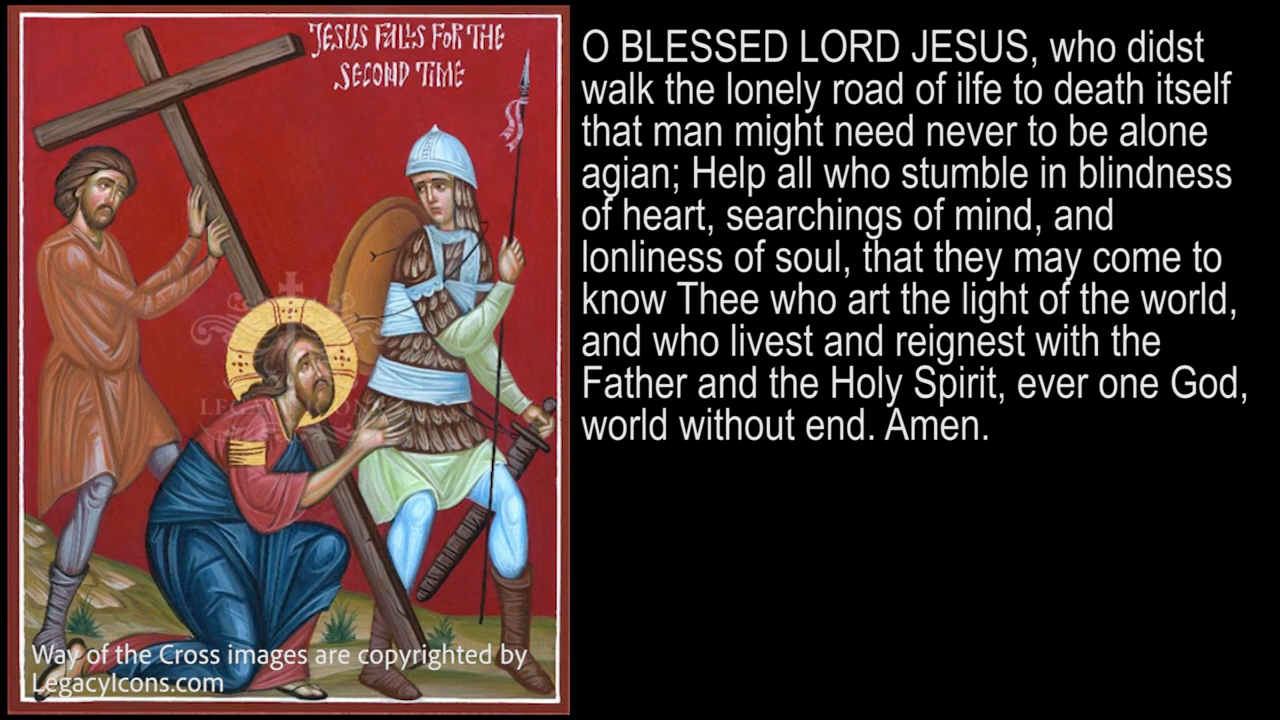 JESUS FALLS FOR THE
SECOND TIME
O BLESSED LORD JESUS, who didst
walk the lonely road of ilfe to death itself
that man might need never to be alone
agian; Help all who stumble in blindness
of heart, searchings of mind, and
lonliness of soul, that they may come to
know Thee who art the light of the world,
and who livest and reignest with the
Father and the Holy Spirit, ever one God,
world without end. Amen.
LEGACY ICONS
Way of the Cross images are copyrighted by
LegacyIcons.com